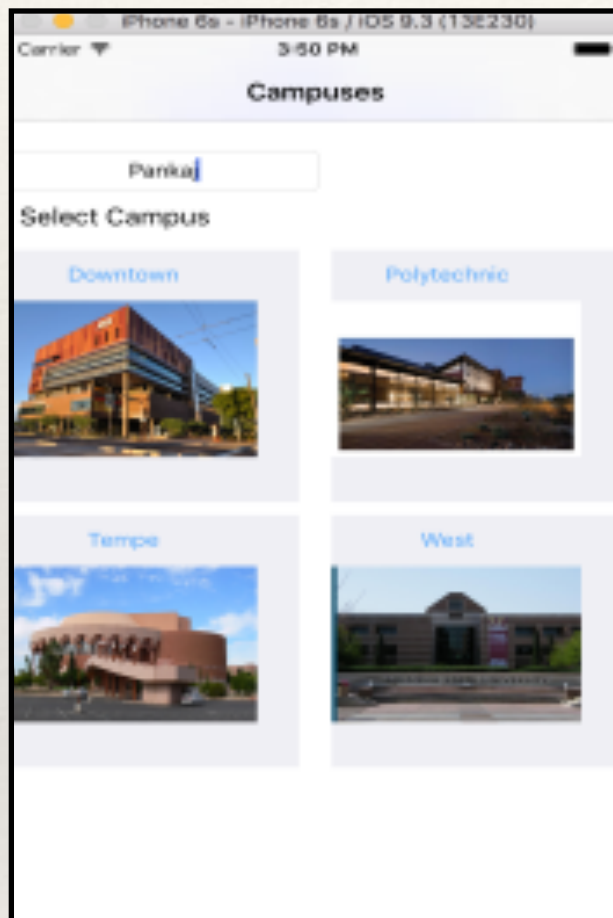 iPhone 6s - iPhone 6s / iOS 9.3 (13E230)
Carrier 3:50 PM
Campuses
Pankaj
Select Campus
Downtown Polytechnic
Tempe West